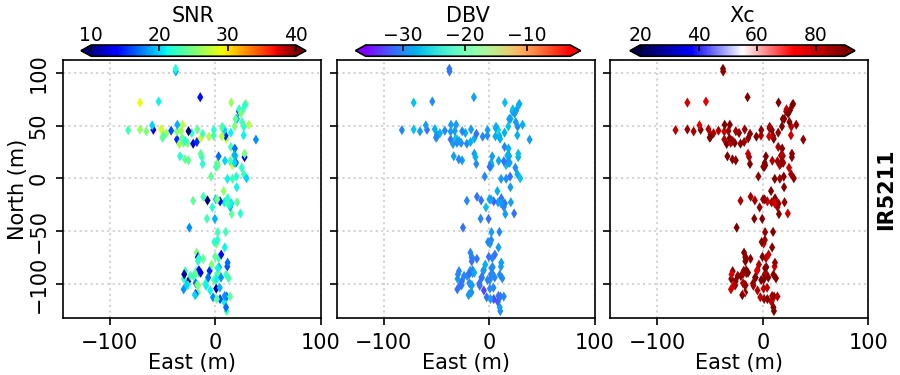 SNR DBV Xc
10 20 30 40 −30 −20 −10 20 40 60 80
100
50
0
−50
−100
North (m)
−100 0 100 −100 0 100 −100 0 100
East (m) East (m) East (m)
IR5211